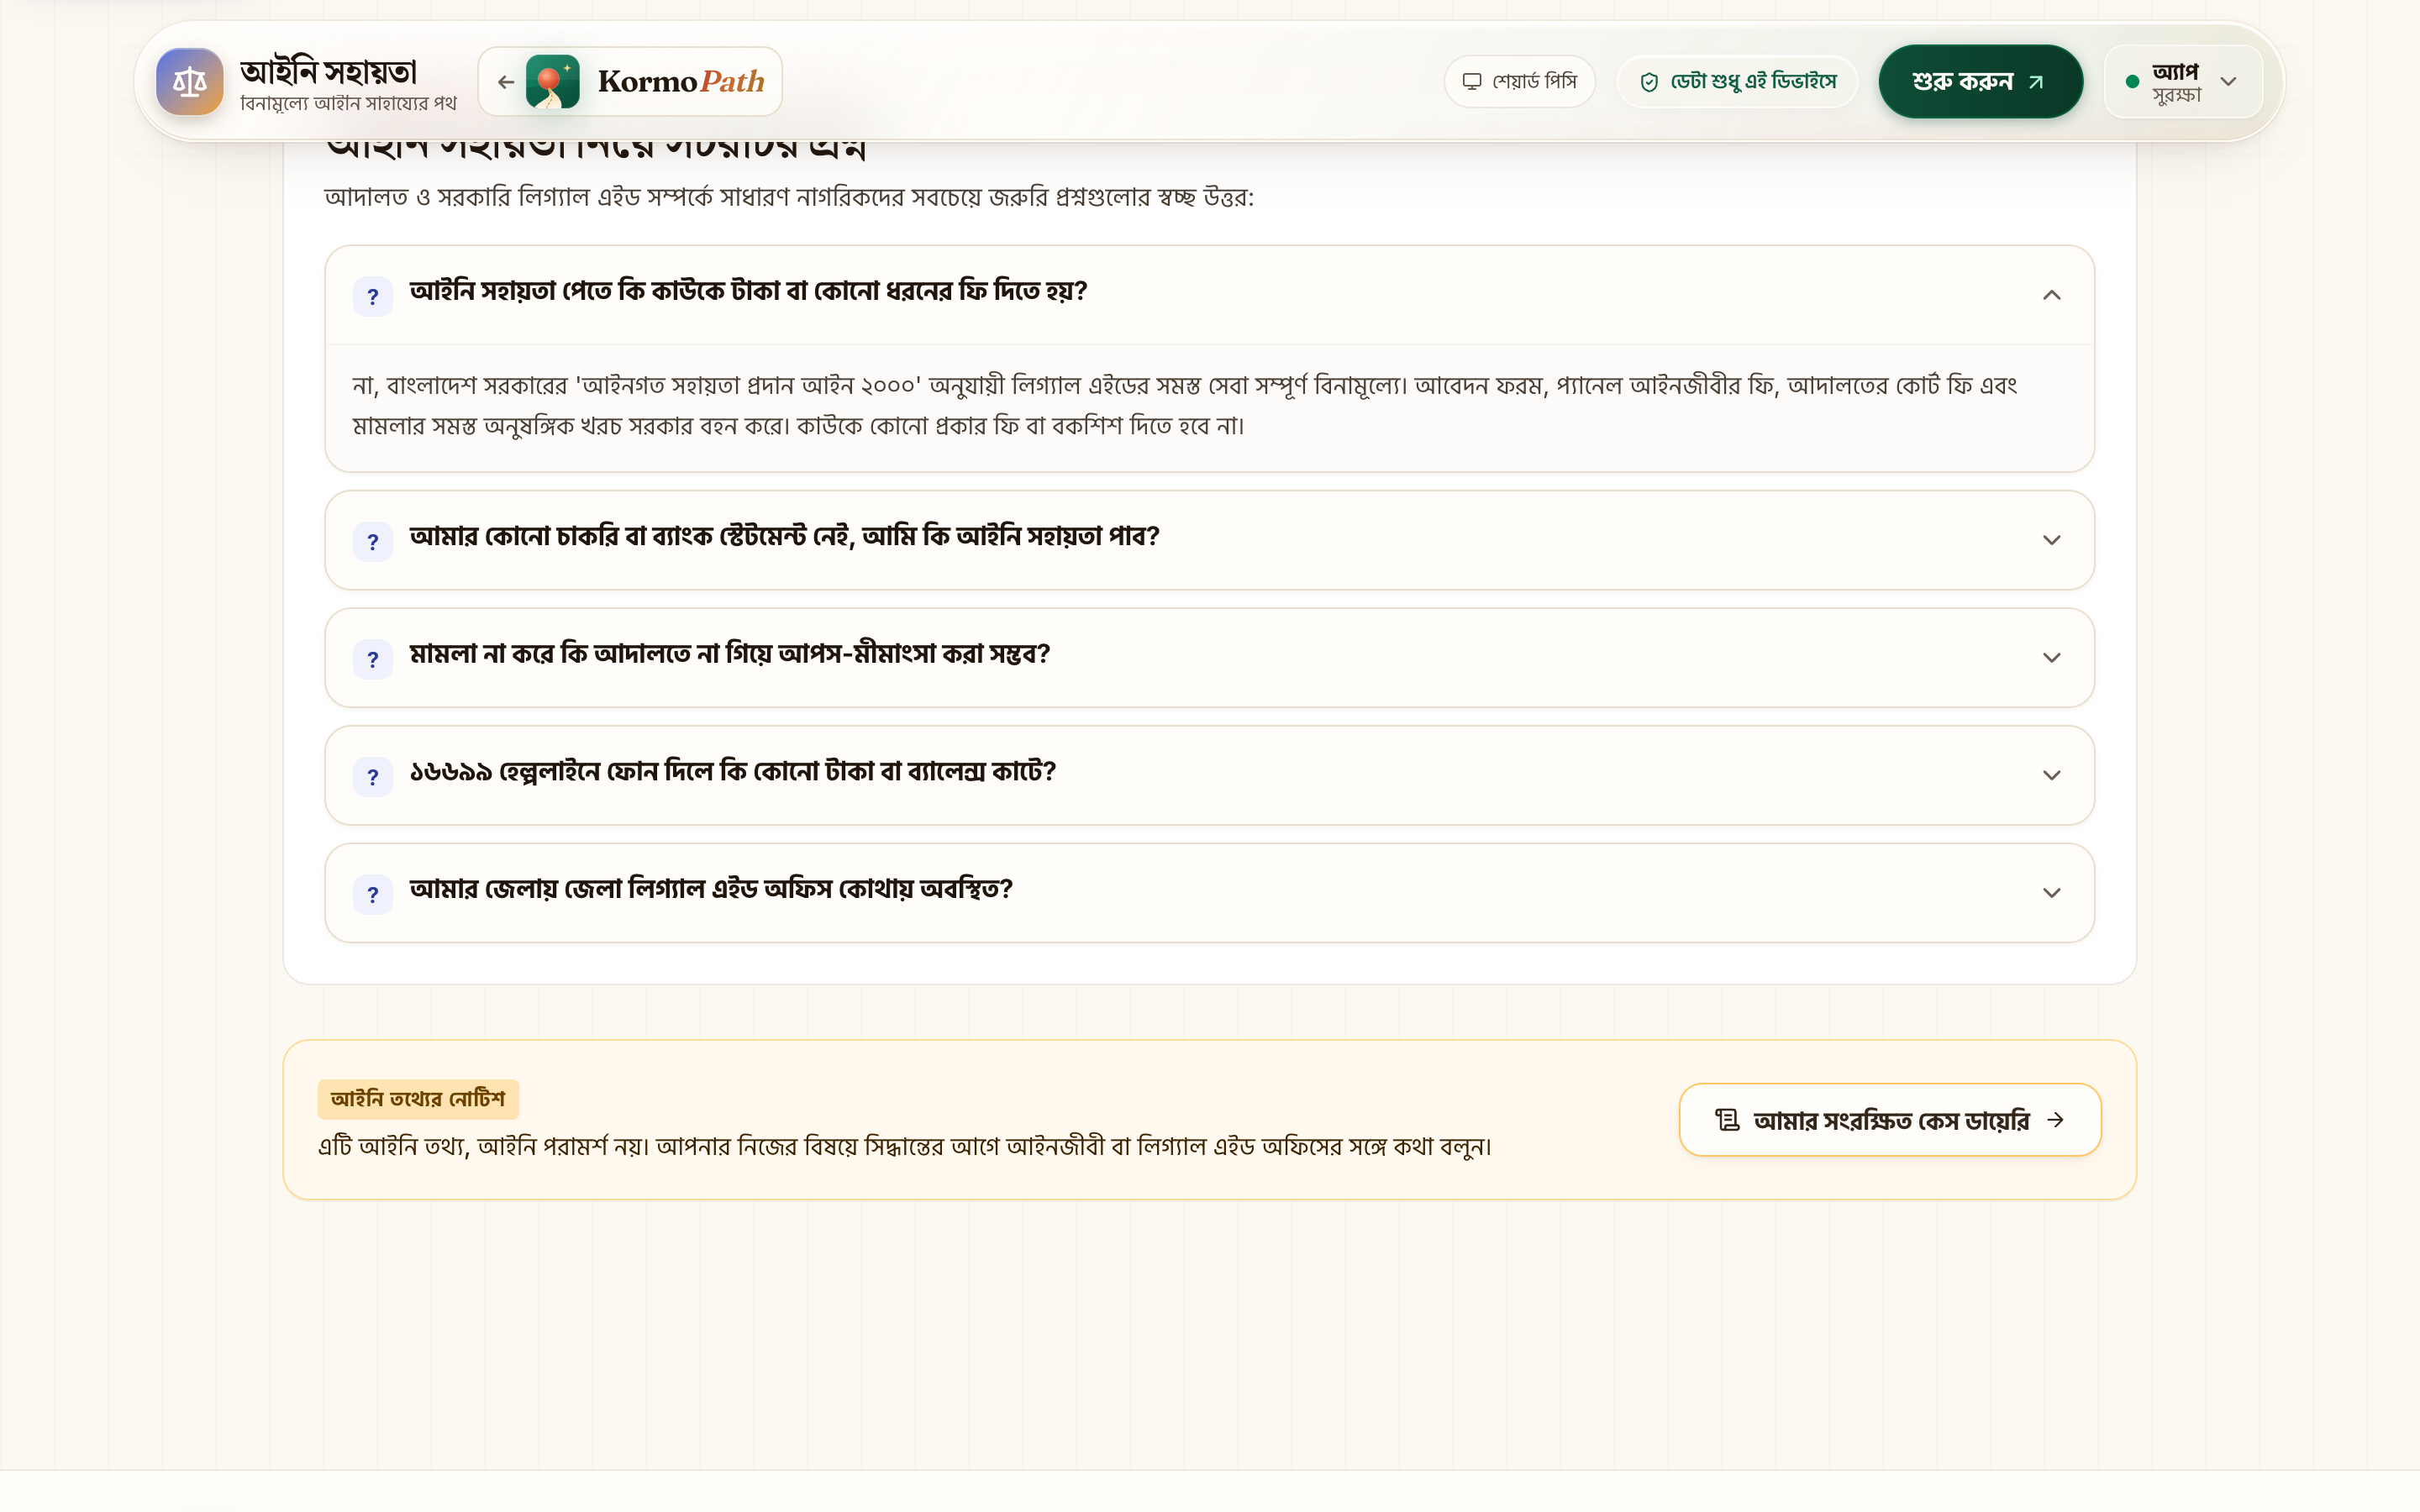 আইনি সহায়তা
বিনামূল্যে আইনি সাহায্যের পথ
KormoPath
শেয়ার্ড পিসি
ডেটা শুধু এই ডিভাইসে
শুরু করুন
অ্যাপ
সুরক্ষা
আইনি সহায়তা নিয়ে সচরাচর প্রশ্ন
আদালত ও সরকারি লিগ্যাল এইড সম্পর্কে সাধারণ নাগরিকদের সবচেয়ে জরুরি প্রশ্নগুলোর স্বচ্ছ উত্তর:
? আইনি সহায়তা পেতে কি কাউকে টাকা বা কোনো ধরনের ফি দিতে হয়?
না, বাংলাদেশ সরকারের 'আইনগত সহায়তা প্রদান আইন ২০০০' অনুযায়ী লিগ্যাল এইডের সমস্ত সেবা সম্পূর্ণ বিনামূল্যে। আবেদন ফরম, প্যানেল আইনজীবীর ফি, আদালতের কোর্ট ফি এবং
মামলার সমস্ত অনুষঙ্গিক খরচ সরকার বহন করে। কাউকে কোনো প্রকার ফি বা বকশিশ দিতে হবে না।
? আমার কোনো চাকরি বা ব্যাংক স্টেটমেন্ট নেই, আমি কি আইনি সহায়তা পাব?
? মামলা না করে কি আদালতে না গিয়ে আপস-মীমাংসা করা সম্ভব?
? ১৬৬৯৯ হেল্পলাইনে ফোন দিলে কি কোনো টাকা বা ব্যালেন্স কাটে?
? আমার জেলায় জেলা লিগ্যাল এইড অফিস কোথায় অবস্থিত?
আইনি তথ্যের নোটিশ
এটি আইনি তথ্য, আইনি পরামর্শ নয়। আপনার নিজের বিষয়ে সিদ্ধান্তের আগে আইনজীবী বা লিগ্যাল এইড অফিসের সঙ্গে কথা বলুন।
আমার সংরক্ষিত কেস ডায়েরি